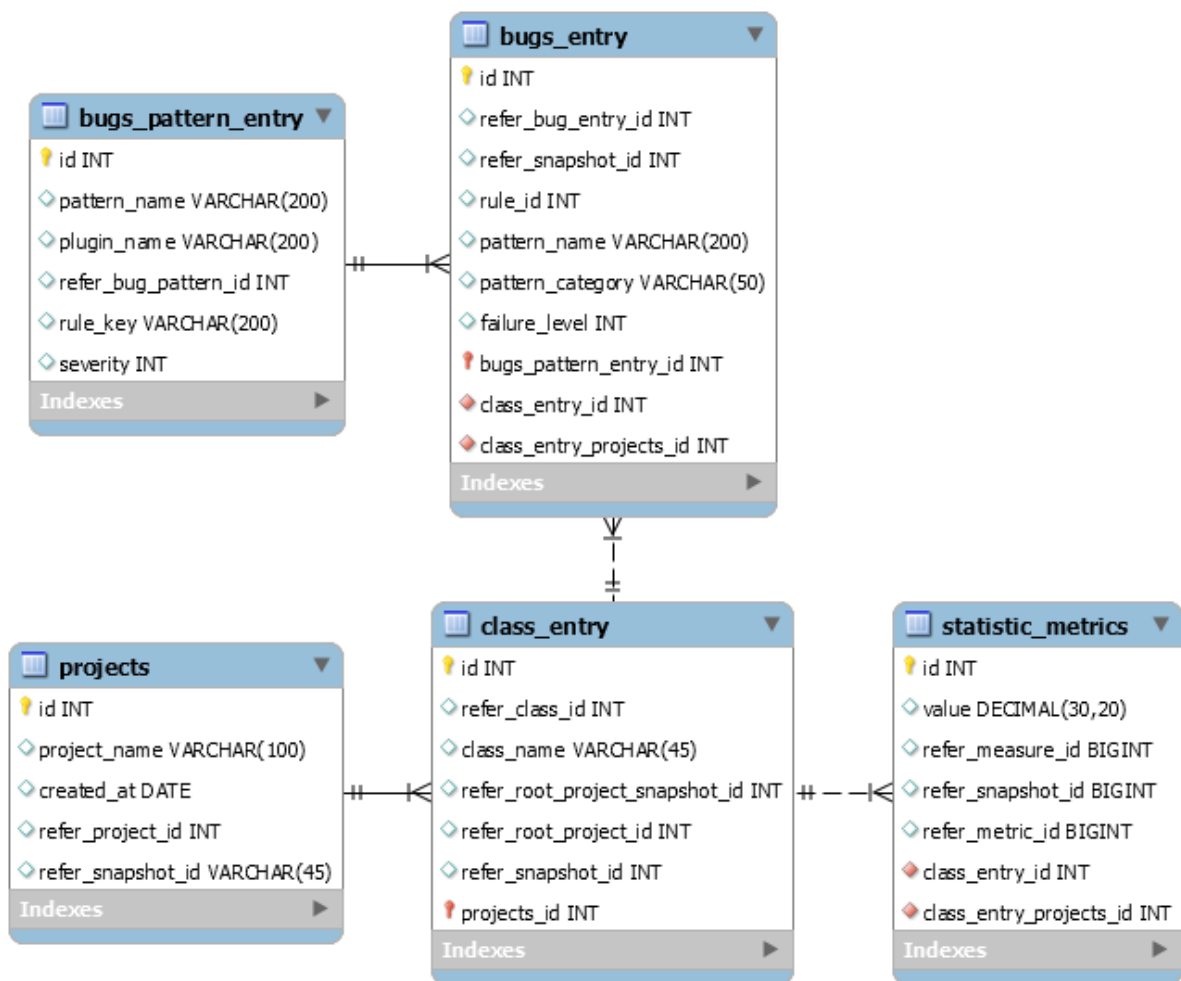 bugs_entry
id INT
refer_bug_entry_id INT
refer_snapshot_id INT
rule_id INT
pattern_name VARCHAR(200)
pattern_category VARCHAR(50)
failure_level INT
bugs_pattern_entry_id INT
class_entry_id INT
class_entry_projects_id INT
Indexes
bugs_pattern_entry
id INT
pattern_name VARCHAR(200)
plugin_name VARCHAR(200)
refer_bug_pattern_id INT
rule_key VARCHAR(200)
severity INT
Indexes
projects
id INT
project_name VARCHAR(100)
created_at DATE
refer_project_id INT
refer_snapshot_id VARCHAR(45)
Indexes
class_entry
id INT
refer_class_id INT
class_name VARCHAR(45)
refer_root_project_snapshot_id INT
refer_root_project_id INT
refer_snapshot_id INT
projects_id INT
Indexes
statistic_metrics
id INT
value DECIMAL(30,20)
refer_measure_id BIGINT
refer_snapshot_id BIGINT
refer_metric_id BIGINT
class_entry_id INT
class_entry_projects_id INT
Indexes